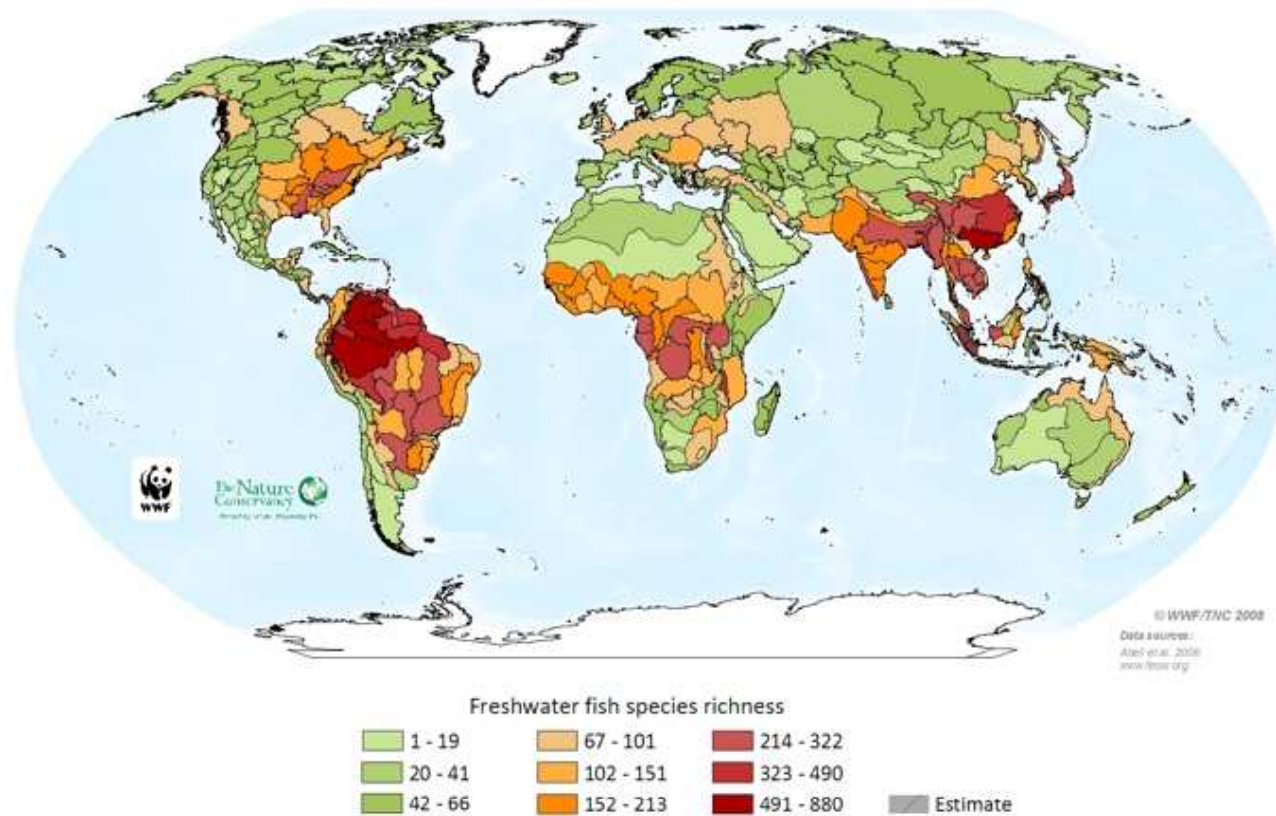 WWF
The Nature
Conservancy
© WWF/TNC 2008
Data sources:
Abell et al. 2008
www.feow.org
Freshwater fish species richness
1 - 19
67 - 101
214 - 322
20 - 41
102 - 151
323 - 490
42 - 66
152 - 213
491 - 880
Estimate